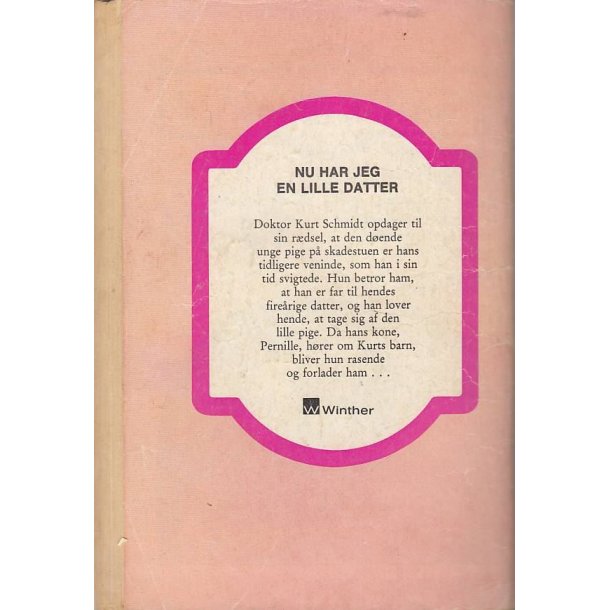 NU HAR JEG
EN LILLE DATTER
Doktor Kurt Schmidt opdager til
sin rædsel, at den døende
unge pige på skadestuen er hans
tidligere veninde, som han i sin
tid svigtede. Hun betror ham,
at han er far til hendes
fireårige datter, og han lover
hende, at tage sig af den
lille pige. Da hans kone,
Pernille, hører om Kurts barn,
bliver hun rasende
og forlader ham . . .
W Winther